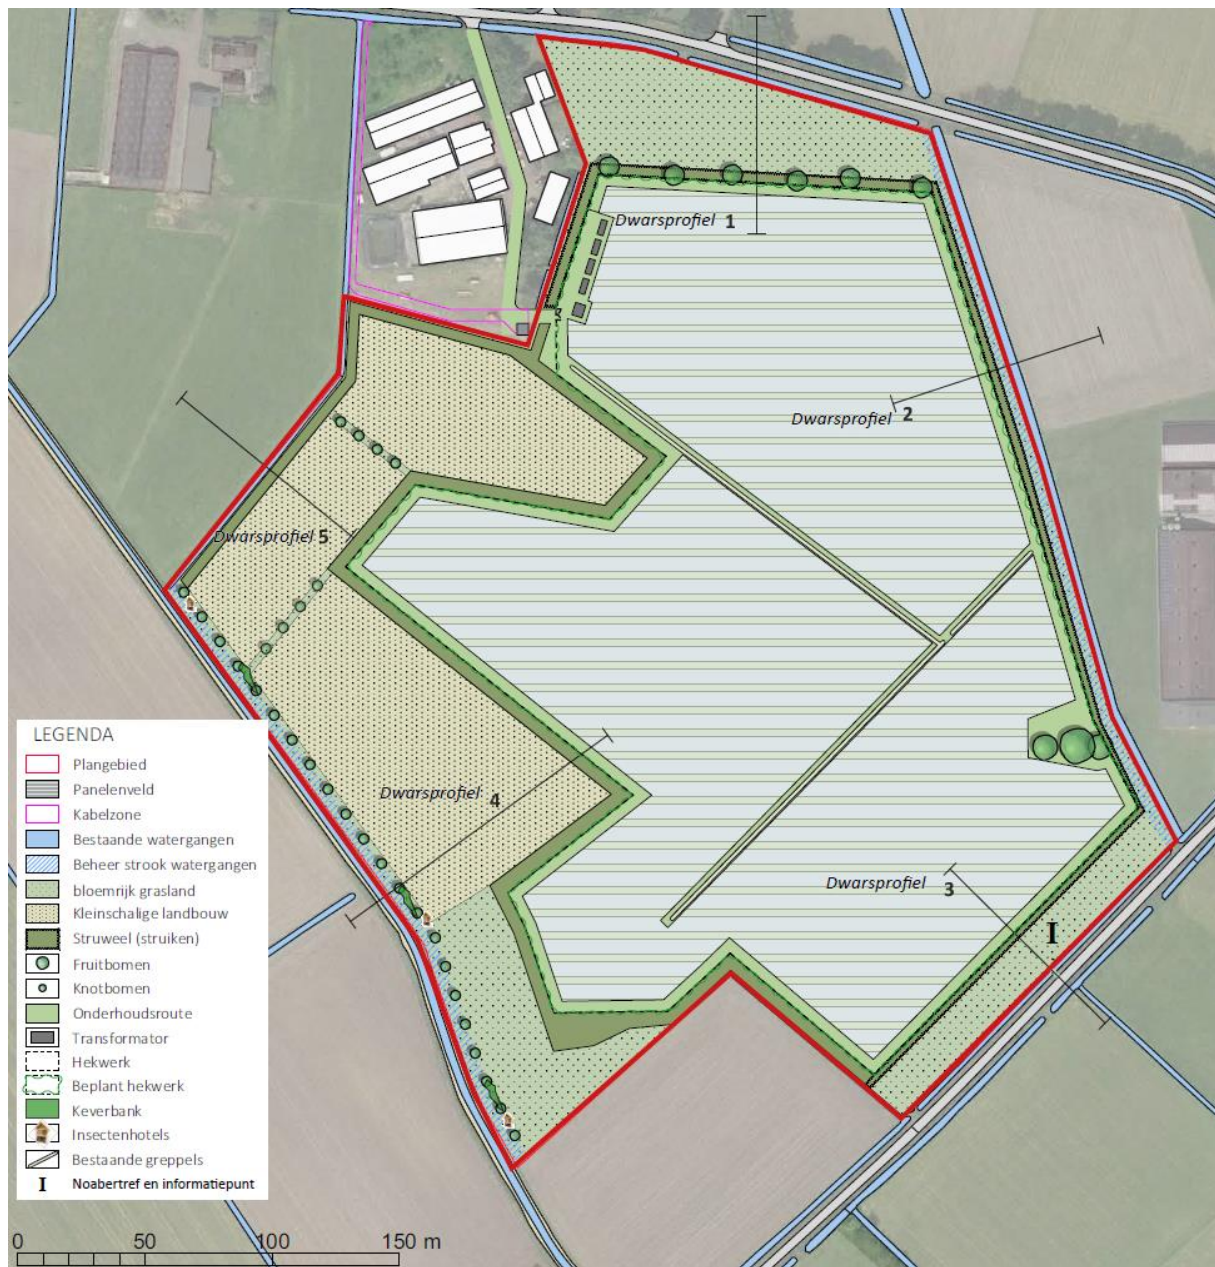 Dwarsprofiel 1
Dwarsprofiel 2
Dwarsprofiel 5
Dwarsprofiel 4
Dwarsprofiel 3
I
LEGENDA
Plangebied
Panelenveld
Kabelzone
Bestaande watergangen
Beheer strook watergangen
bloemrijk grasland
Kleinschalige landbouw
Struweel (struiken)
Fruitbomen
Knotbomen
Onderhoudsroute
Transformator
Hekwerk
Beplant hekwerk
Keverbank
Insectenhotels
Bestaande greppels
I Noabertref en informatiepunt
0 50 100 150 m